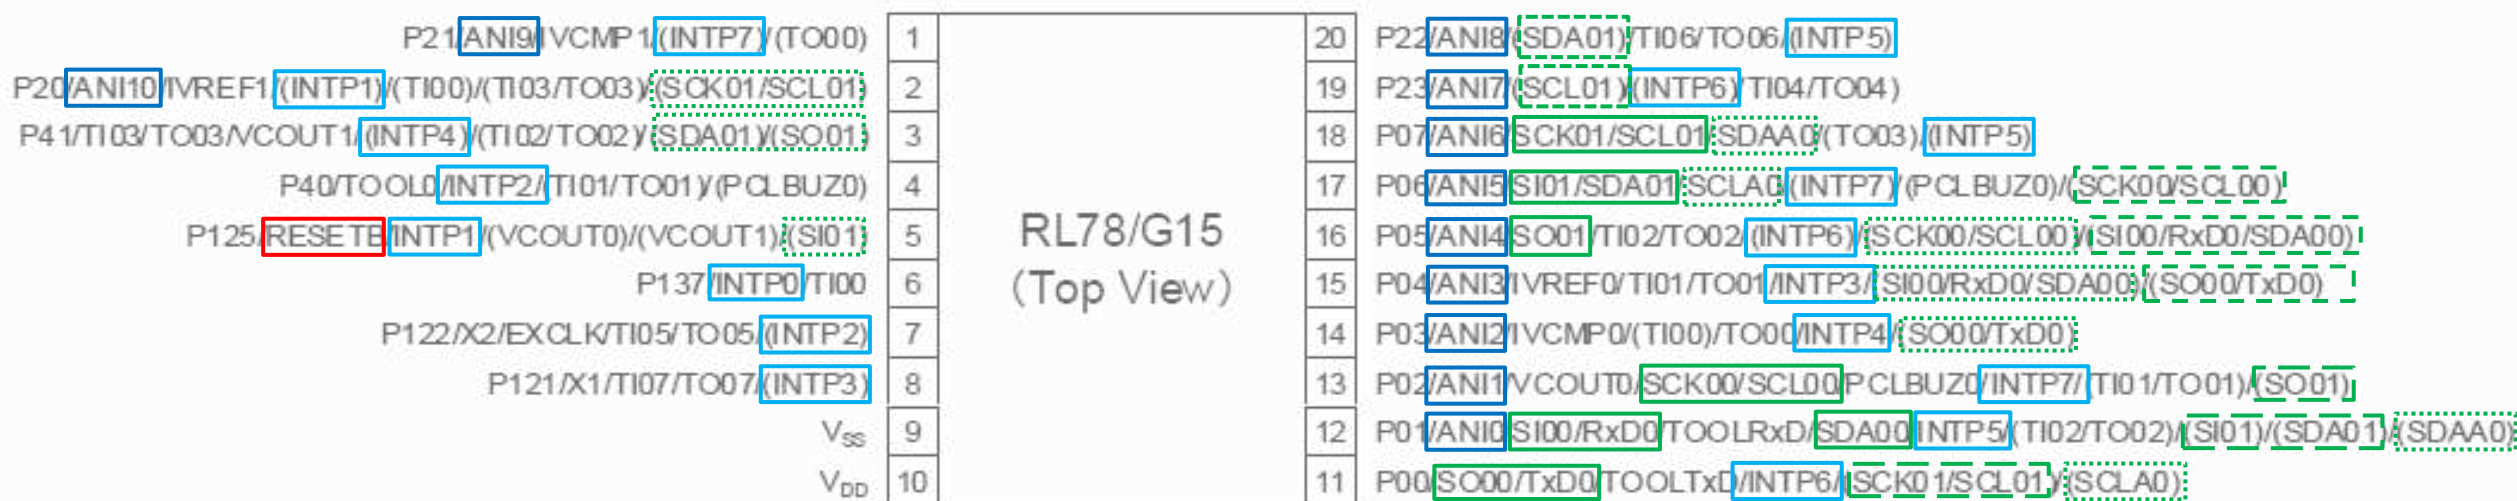 P21/ANI9/IVCMP1/(INTP7)/(TO00) 1
P20/ANI10/IVREF1/(INTP1)/(TI00)/(TI03/TO03)/(SCK01/SCL01) 2
P41/TI03/TO03/VCOUT1/(INTP4)/(TI02/TO02)/(SDA01)/(SO01) 3
P40/TOOL0/INTP2/(TI01/TO01)/(PCLBUZ0) 4
P125/RESETB/INTP1/(VCOUT0)/(VCOUT1)/(SI01) 5
P137/INTP0/TI00 6
P122/X2/EXCLK/TI05/TO05/(INTP2) 7
P121/X1/TI07/TO07/(INTP3) 8
VSS 9
VDD 10
RL78/G15
(Top View)
20 P22/ANI8/(SDA01)/TI06/TO06/(INTP5)
19 P23/ANI7/(SCL01)/(INTP6)/TI04/TO04)
18 P07/ANI6/SCK01/SCL01/SDAA0/(TO03)/(INTP5)
17 P06/ANI5/SI01/SDA01/SCLA0/(INTP7)/(PCLBUZ0)/(SCK00/SCL00)
16 P05/ANI4/SO01/TI02/TO02/(INTP6)/(SCK00/SCL00)/(SI00/RxD0/SDA00)
15 P04/ANI3/IVREF0/TI01/TO01/INTP3/(SI00/RxD0/SDA00)/(SO00/TxD0)
14 P03/ANI2/IVCMP0/(TI00)/TO00/INTP4/(SO00/TxD0)
13 P02/ANI1/VCOUT0/SCK00/SCL00/PCLBUZ0/INTP7/(TI01/TO01)/(SO01)
12 P01/ANI0/SI00/RxD0/TOOLRxD/SDA00/INTP5/(TI02/TO02)/(SI01)/(SDA01)/(SDAA0)
11 P00/SO00/TxD0/TOOLTxD/INTP6/(SCK01/SCL01)/(SCLA0)